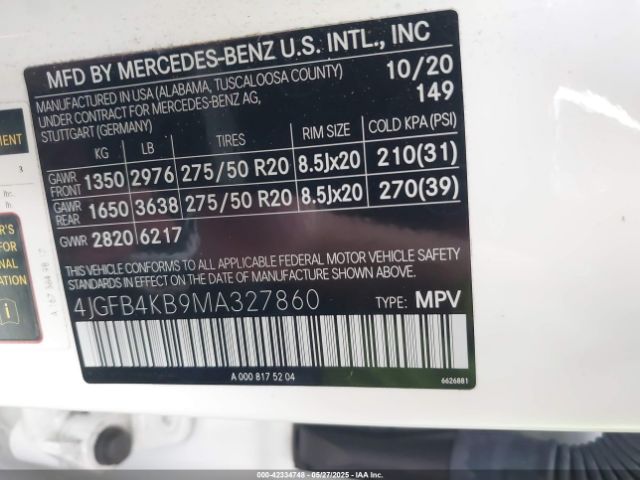 MFD BY MERCEDES-BENZ U.S. INTL., INC
MANUFACTURED IN USA (ALABAMA, TUSCALOOSA COUNTY) 10/20
UNDER CONTRACT FOR MERCEDES-BENZ AG, 149
STUTTGART (GERMANY)
KG LB TIRES RIM SIZE COLD KPA(PSI)
GAWR FRONT 1350 2976 275/50 R20 8.5Jx20 210(31)
GAWR REAR 1650 3638 275/50 R20 8.5Jx20 270(39)
GVWR 2820 6217
THIS VEHICLE CONFORMS TO ALL APPLICABLE FEDERAL MOTOR VEHICLE SAFETY
STANDARDS IN EFFECT ON THE DATE OF MANUFACTURE SHOWN ABOVE.
4JGFB4KB9MA327860 TYPE: MPV
A 000 817 52 04
6626881
3
FOR
00-42334748 - 05/27/2025 - IAA Inc.